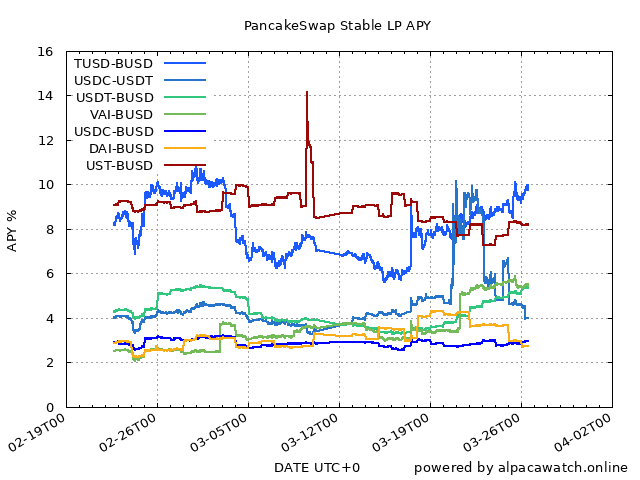 PancakeSwap Stable LP APY
16
14
12
10
8
6
4
2
0
APY %
TUSD-BUSD
USDC-USDT
USDT-BUSD
VAI-BUSD
USDC-BUSD
DAI-BUSD
UST-BUSD
02-19T00
02-26T00
03-05T00
03-12T00
03-19T00
03-26T00
04-02T00
DATE UTC+0
powered by alpacawatch.online